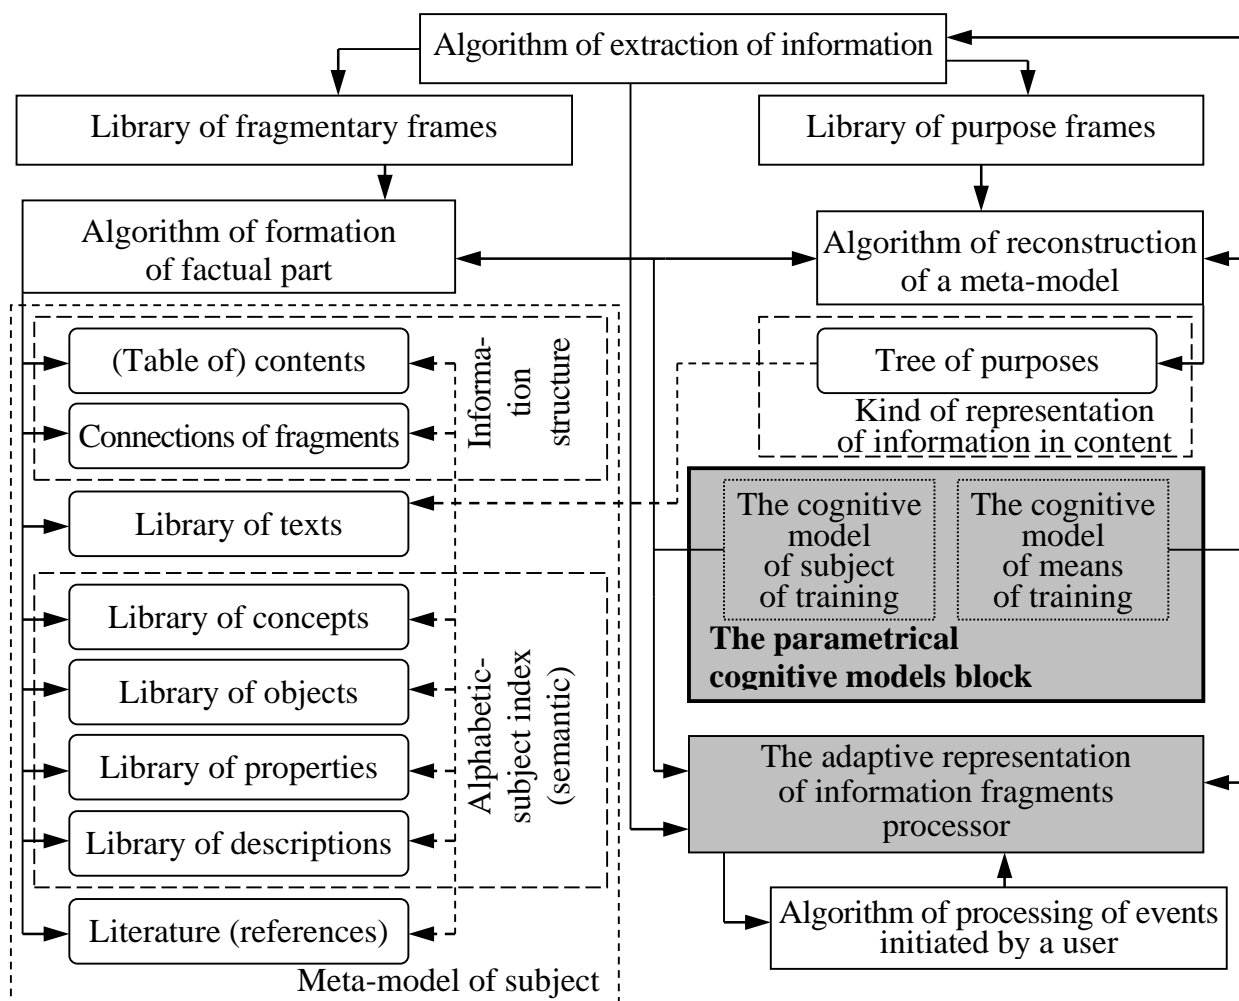 Algorithm of extraction of information
Library of fragmentary frames
Library of purpose frames
Algorithm of formation
of factual part
Algorithm of reconstruction
of a meta-model
(Table of) contents
Connections of fragments
Informa-
tion
structure
Tree of purposes
Kind of representation
of information in content
Library of texts
The cognitive
model
of subject
of training
The cognitive
model
of means
of training
The parametrical
cognitive models block
Library of concepts
Library of objects
Library of properties
Library of descriptions
Alphabetic-
subject index
(semantic)
The adaptive representation
of information fragments
processor
Literature (references)
Algorithm of processing of events
initiated by a user
Meta-model of subject